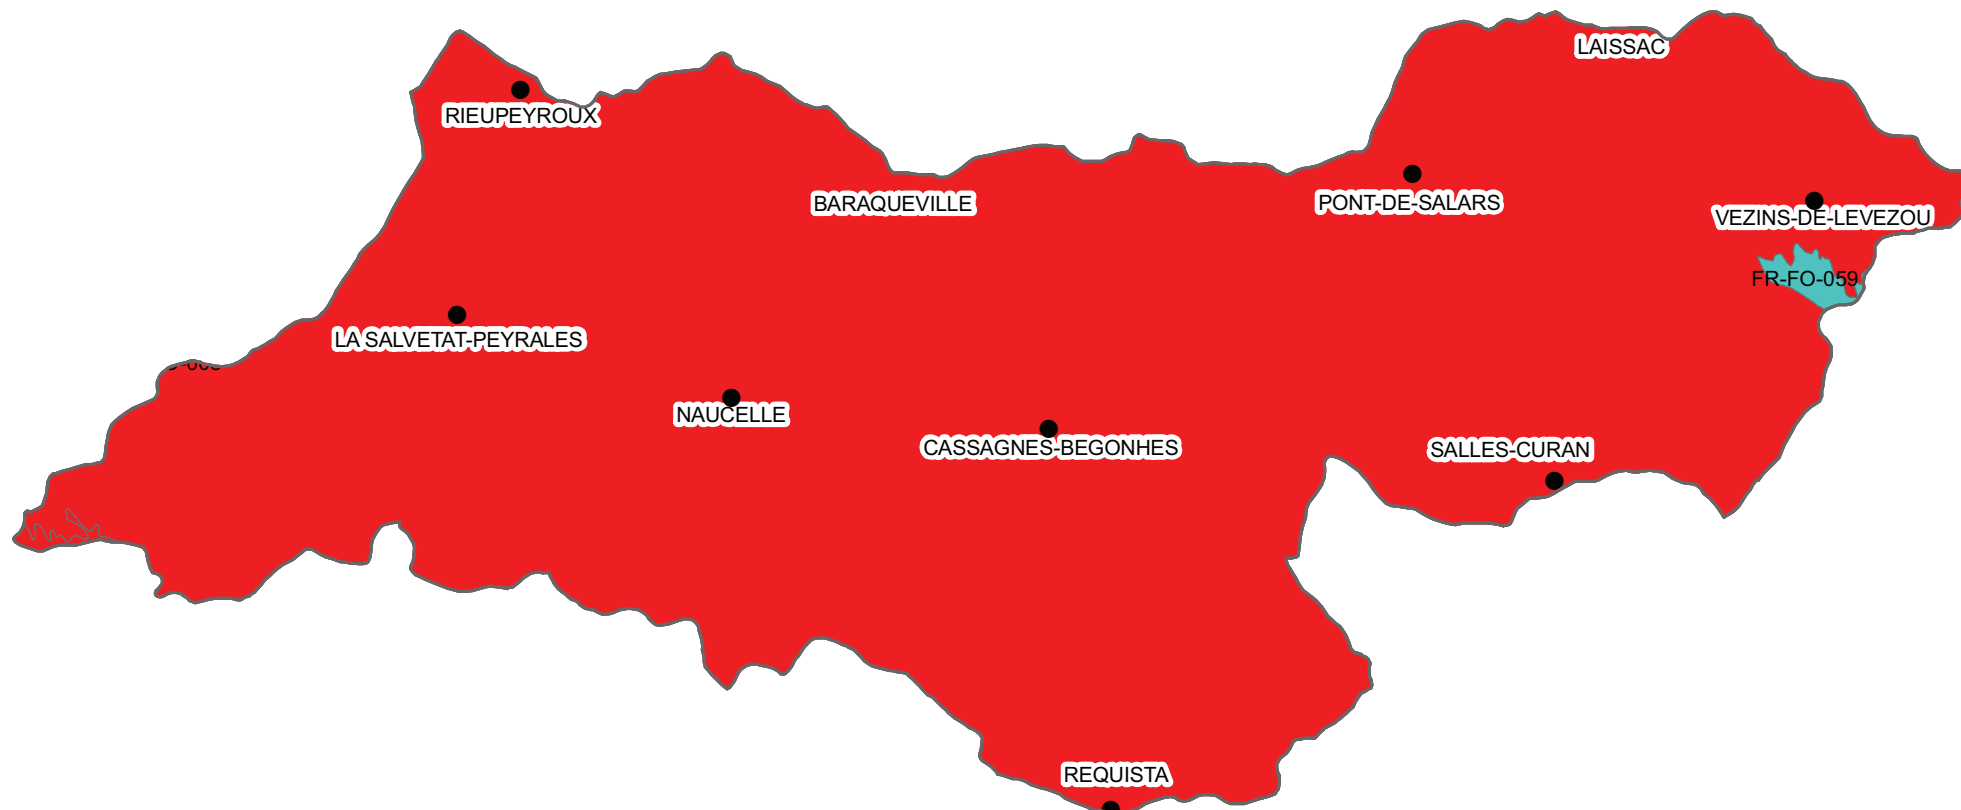 LAISSAC
RIEUPEYROUX
BARAQUEVILLE
PONT-DE-SALARS
VEZINS-DE-LEVEZOU
FR-FO-059
LA SALVETAT-PEYRALES
NAUCELLE
CASSAGNES-BEGONHES
SALLES-CURAN
REQUISTA